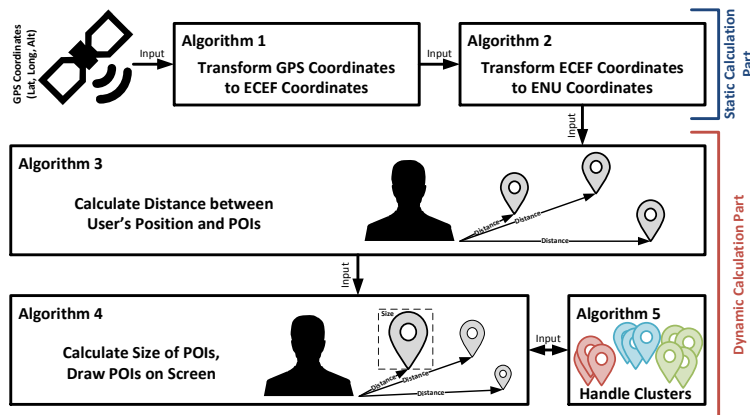 GPS Coordinates
(Lat, Long, Alt)
Input
Algorithm 1
Transform GPS Coordinates
to ECEF Coordinates
Input
Algorithm 2
Transform ECEF Coordinates
to ENU Coordinates
Static Calculation
Part
Input
Algorithm 3
Calculate Distance between
User's Position and POIs
Distance
Distance
Distance
Dynamic Calculation Part
Input
Algorithm 4
Calculate Size of POIs,
Draw POIs on Screen
Size
Distance
Distance
Distance
Input
Algorithm 5
Handle Clusters